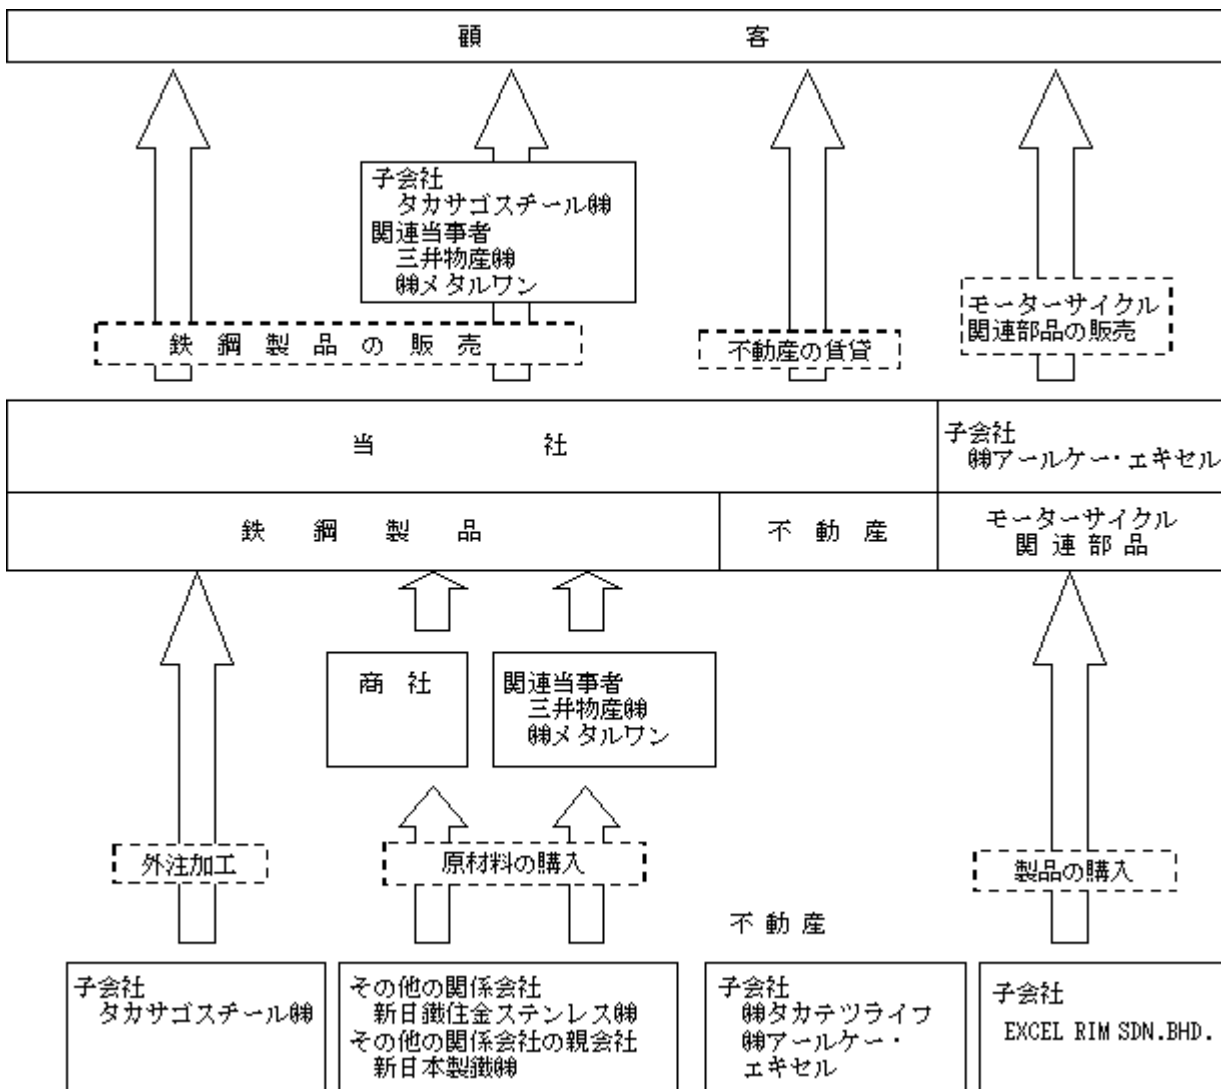 顧 客
子会社
タカサゴスチール㈱
関連当事者
三井物産㈱
㈱メタルワン
鉄鋼製品の販売
不動産の賃貸
モーターサイクル
関連部品の販売
当 社
子会社
㈱アールケー・エキセル
鉄鋼製品
不動産
モーターサイクル
関連部品
商 社
関連当事者
三井物産㈱
㈱メタルワン
外注加工
原材料の購入
製品の購入
不動産
子会社
タカサゴスチール㈱
その他の関係会社
新日鐵住金ステンレス㈱
その他の関係会社の親会社
新日本製鐵㈱
子会社
㈱タカテツライフ
㈱アールケー・
エキセル
子会社
EXCEL RIM SDN.BHD.